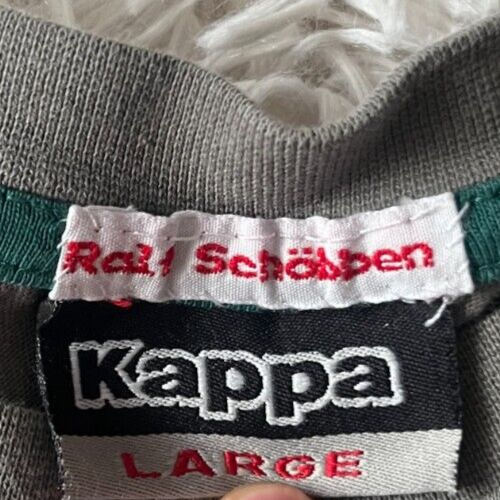 Ralf Schöbben
Kappa
LARGE